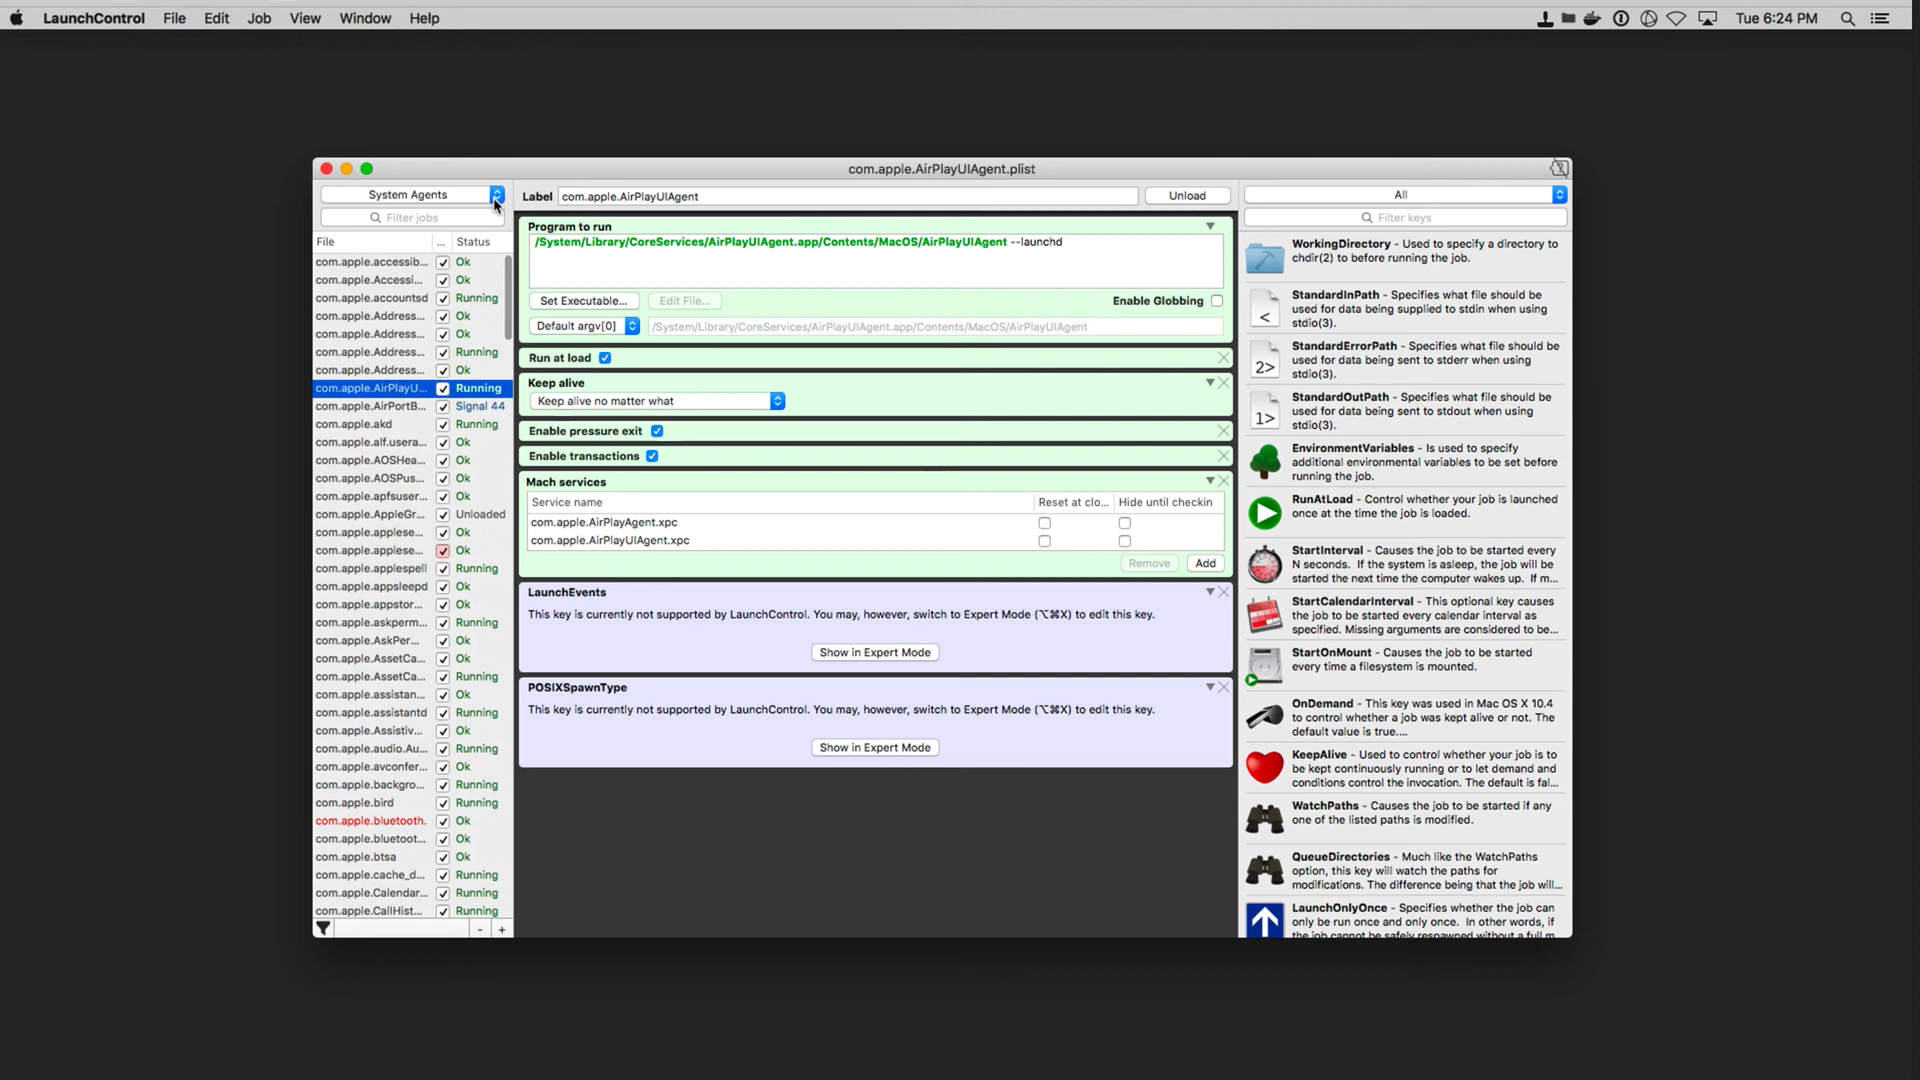 LaunchControl File Edit Job View Window Help
Tue 6:24 PM
com.apple.AirPlayUIAgent.plist
System Agents
Filter jobs
File ... Status
com.apple.accessib... Ok
com.apple.Accessi... Ok
com.apple.accountsd Running
com.apple.Address... Ok
com.apple.Address... Ok
com.apple.Address... Running
com.apple.Address... Ok
com.apple.AirPlayU... Running
com.apple.AirPortB... Signal 44
com.apple.akd Running
com.apple.alf.usera... Ok
com.apple.AOSHea... Ok
com.apple.AOSPus... Ok
com.apple.apfsuser... Ok
com.apple.AppleGr... Unloaded
com.apple.applese... Ok
com.apple.applese... Ok
com.apple.applespell Running
com.apple.appsleepd Ok
com.apple.appstor... Ok
com.apple.askperm... Running
com.apple.AskPer... Ok
com.apple.AssetCa... Ok
com.apple.AssetCa... Running
com.apple.assistan... Ok
com.apple.assistantd Running
com.apple.Assistiv... Ok
com.apple.audio.Au... Running
com.apple.avconfer... Ok
com.apple.backgro... Running
com.apple.bird Running
com.apple.bluetooth. Ok
com.apple.bluetoot... Ok
com.apple.btsa Ok
com.apple.cache_d... Running
com.apple.Calendar... Running
com.apple.CallHist... Running
- +
Label com.apple.AirPlayUIAgent Unload
Program to run
/System/Library/CoreServices/AirPlayUIAgent.app/Contents/MacOS/AirPlayUIAgent --launchd
Set Executable... Edit File... Enable Globbing
Default argv[0] /System/Library/CoreServices/AirPlayUIAgent.app/Contents/MacOS/AirPlayUIAgent
Run at load
Keep alive
Keep alive no matter what
Enable pressure exit
Enable transactions
Mach services
Service name Reset at clo... Hide until checkin
com.apple.AirPlayAgent.xpc
com.apple.AirPlayUIAgent.xpc
Remove Add
LaunchEvents
This key is currently not supported by LaunchControl. You may, however, switch to Expert Mode (⌥⌘X) to edit this key.
Show in Expert Mode
POSIXSpawnType
This key is currently not supported by LaunchControl. You may, however, switch to Expert Mode (⌥⌘X) to edit this key.
Show in Expert Mode
All
Filter keys
WorkingDirectory - Used to specify a directory to
chdir(2) to before running the job.
<
StandardInPath - Specifies what file should be
used for data being supplied to stdin when using
stdio(3).
2>
StandardErrorPath - Specifies what file should be
used for data being sent to stderr when using
stdio(3).
1>
StandardOutPath - Specifies what file should be
used for data being sent to stdout when using
stdio(3).
EnvironmentVariables - Is used to specify
additional environmental variables to be set before
running the job.
RunAtLoad - Control whether your job is launched
once at the time the job is loaded.
StartInterval - Causes the job to be started every
N seconds. If the system is asleep, the job will be
started the next time the computer wakes up. If m...
StartCalendarInterval - This optional key causes
the job to be started every calendar interval as
specified. Missing arguments are considered to be...
StartOnMount - Causes the job to be started
every time a filesystem is mounted.
OnDemand - This key was used in Mac OS X 10.4
to control whether a job was kept alive or not. The
default value is true....
KeepAlive - Used to control whether your job is to
be kept continuously running or to let demand and
conditions control the invocation. The default is fal...
WatchPaths - Causes the job to be started if any
one of the listed paths is modified.
QueueDirectories - Much like the WatchPaths
option, this key will watch the paths for
modifications. The difference being that the job will...
LaunchOnlyOnce - Specifies whether the job can
only be run once and only once. In other words, if
the job cannot be safely respawned without a full m